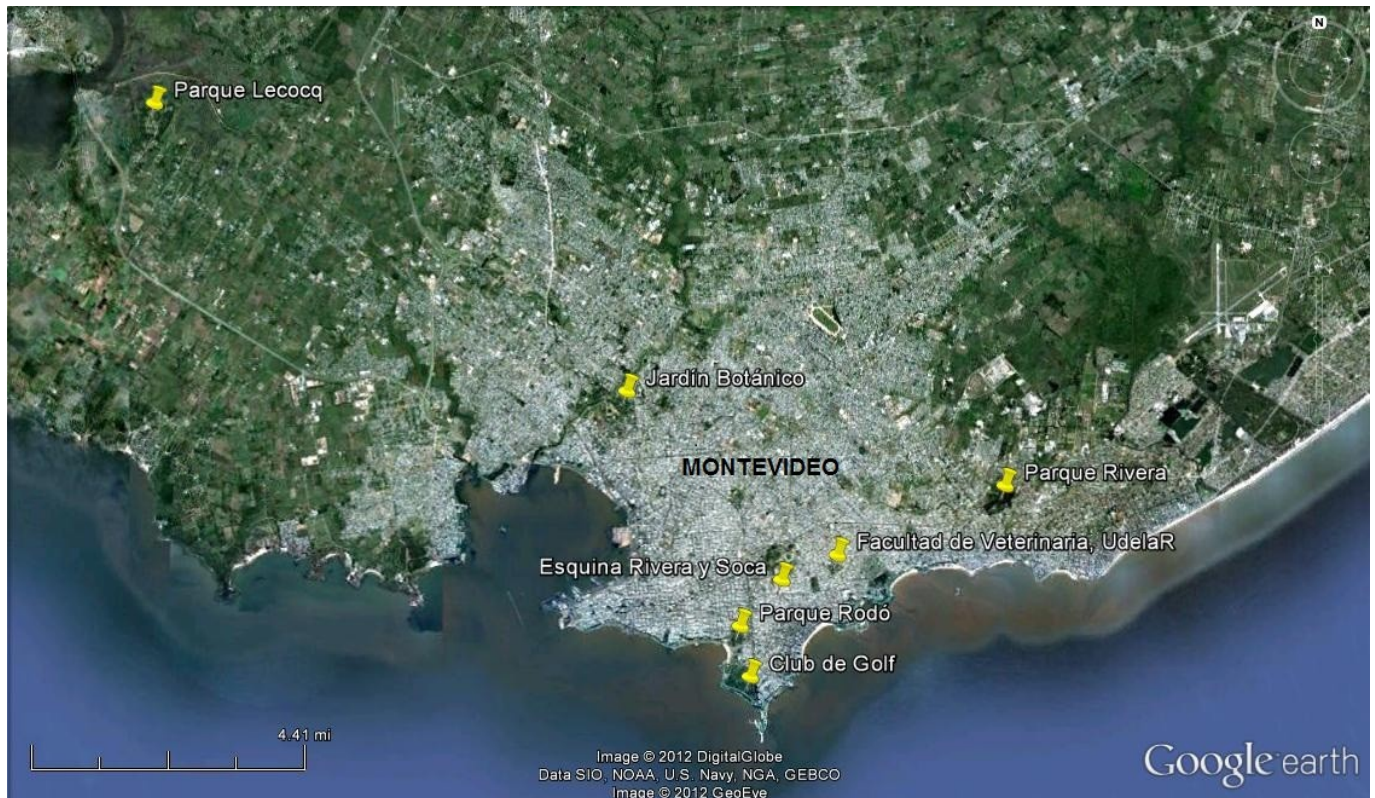 N
Parque Lecocq
Jardín Botánico
MONTEVIDEO
Parque Rivera
Facultad de Veterinaria, UdelaR
Esquina Rivera y Soca
Parque Rodó
Club de Golf
4.41 mi
Image © 2012 DigitalGlobe
Data SIO, NOAA, U.S. Navy, NGA, GEBCO
Image © 2012 GeoEye
Google earth